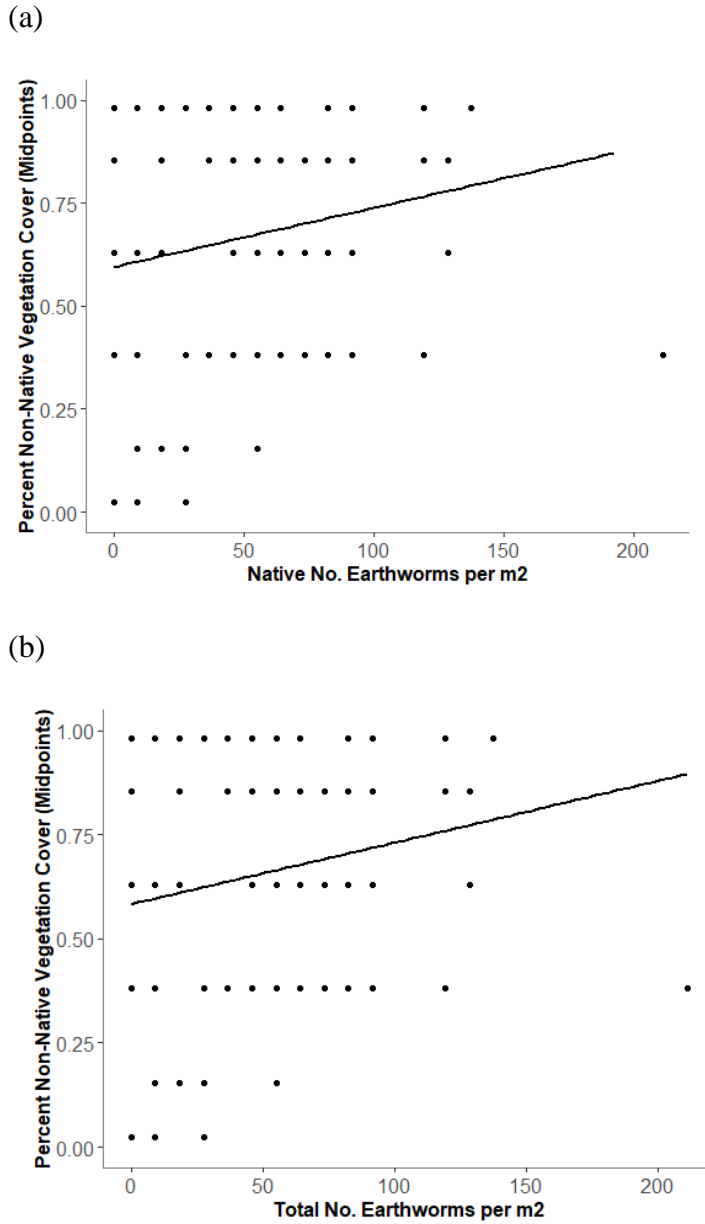 (a)
Percent Non-Native Vegetation Cover (Midpoints)
1.00
0.75
0.50
0.25
0.00
0 50 100 150 200
Native No. Earthworms per m2
(b)
Percent Non-Native Vegetation Cover (Midpoints)
1.00
0.75
0.50
0.25
0.00
0 50 100 150 200
Total No. Earthworms per m2